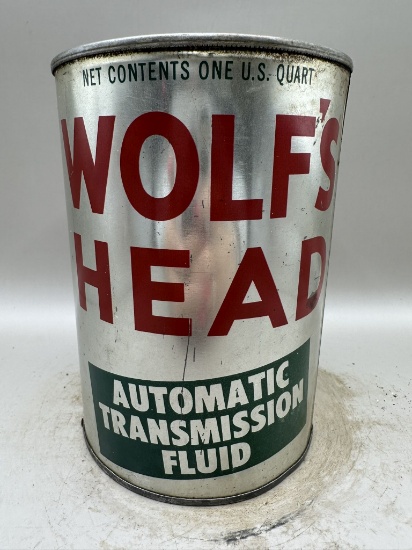 NET CONTENTS ONE U.S. QUART
WOLF'S
HEAD
AUTOMATIC
TRANSMISSION
FLUID